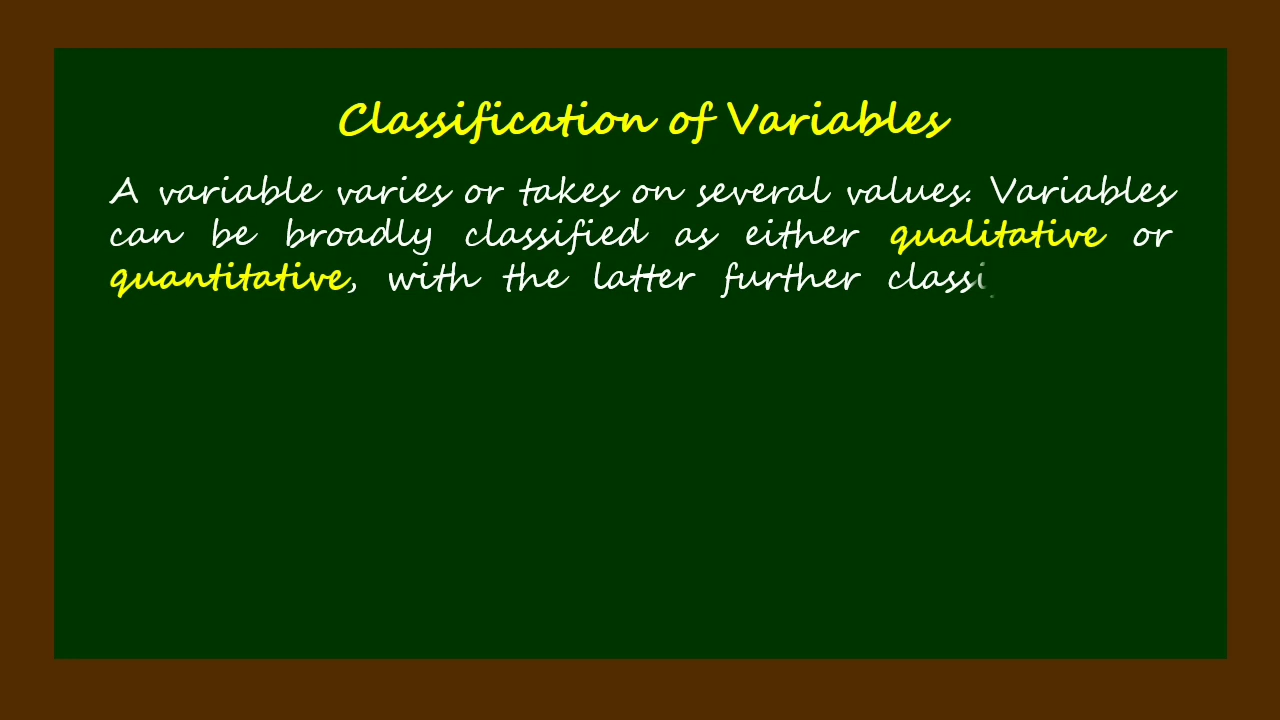 Classification of Variables
A variable varies or takes on several values. Variables
can be broadly classified as either qualitative or
quantitative, with the latter further classi